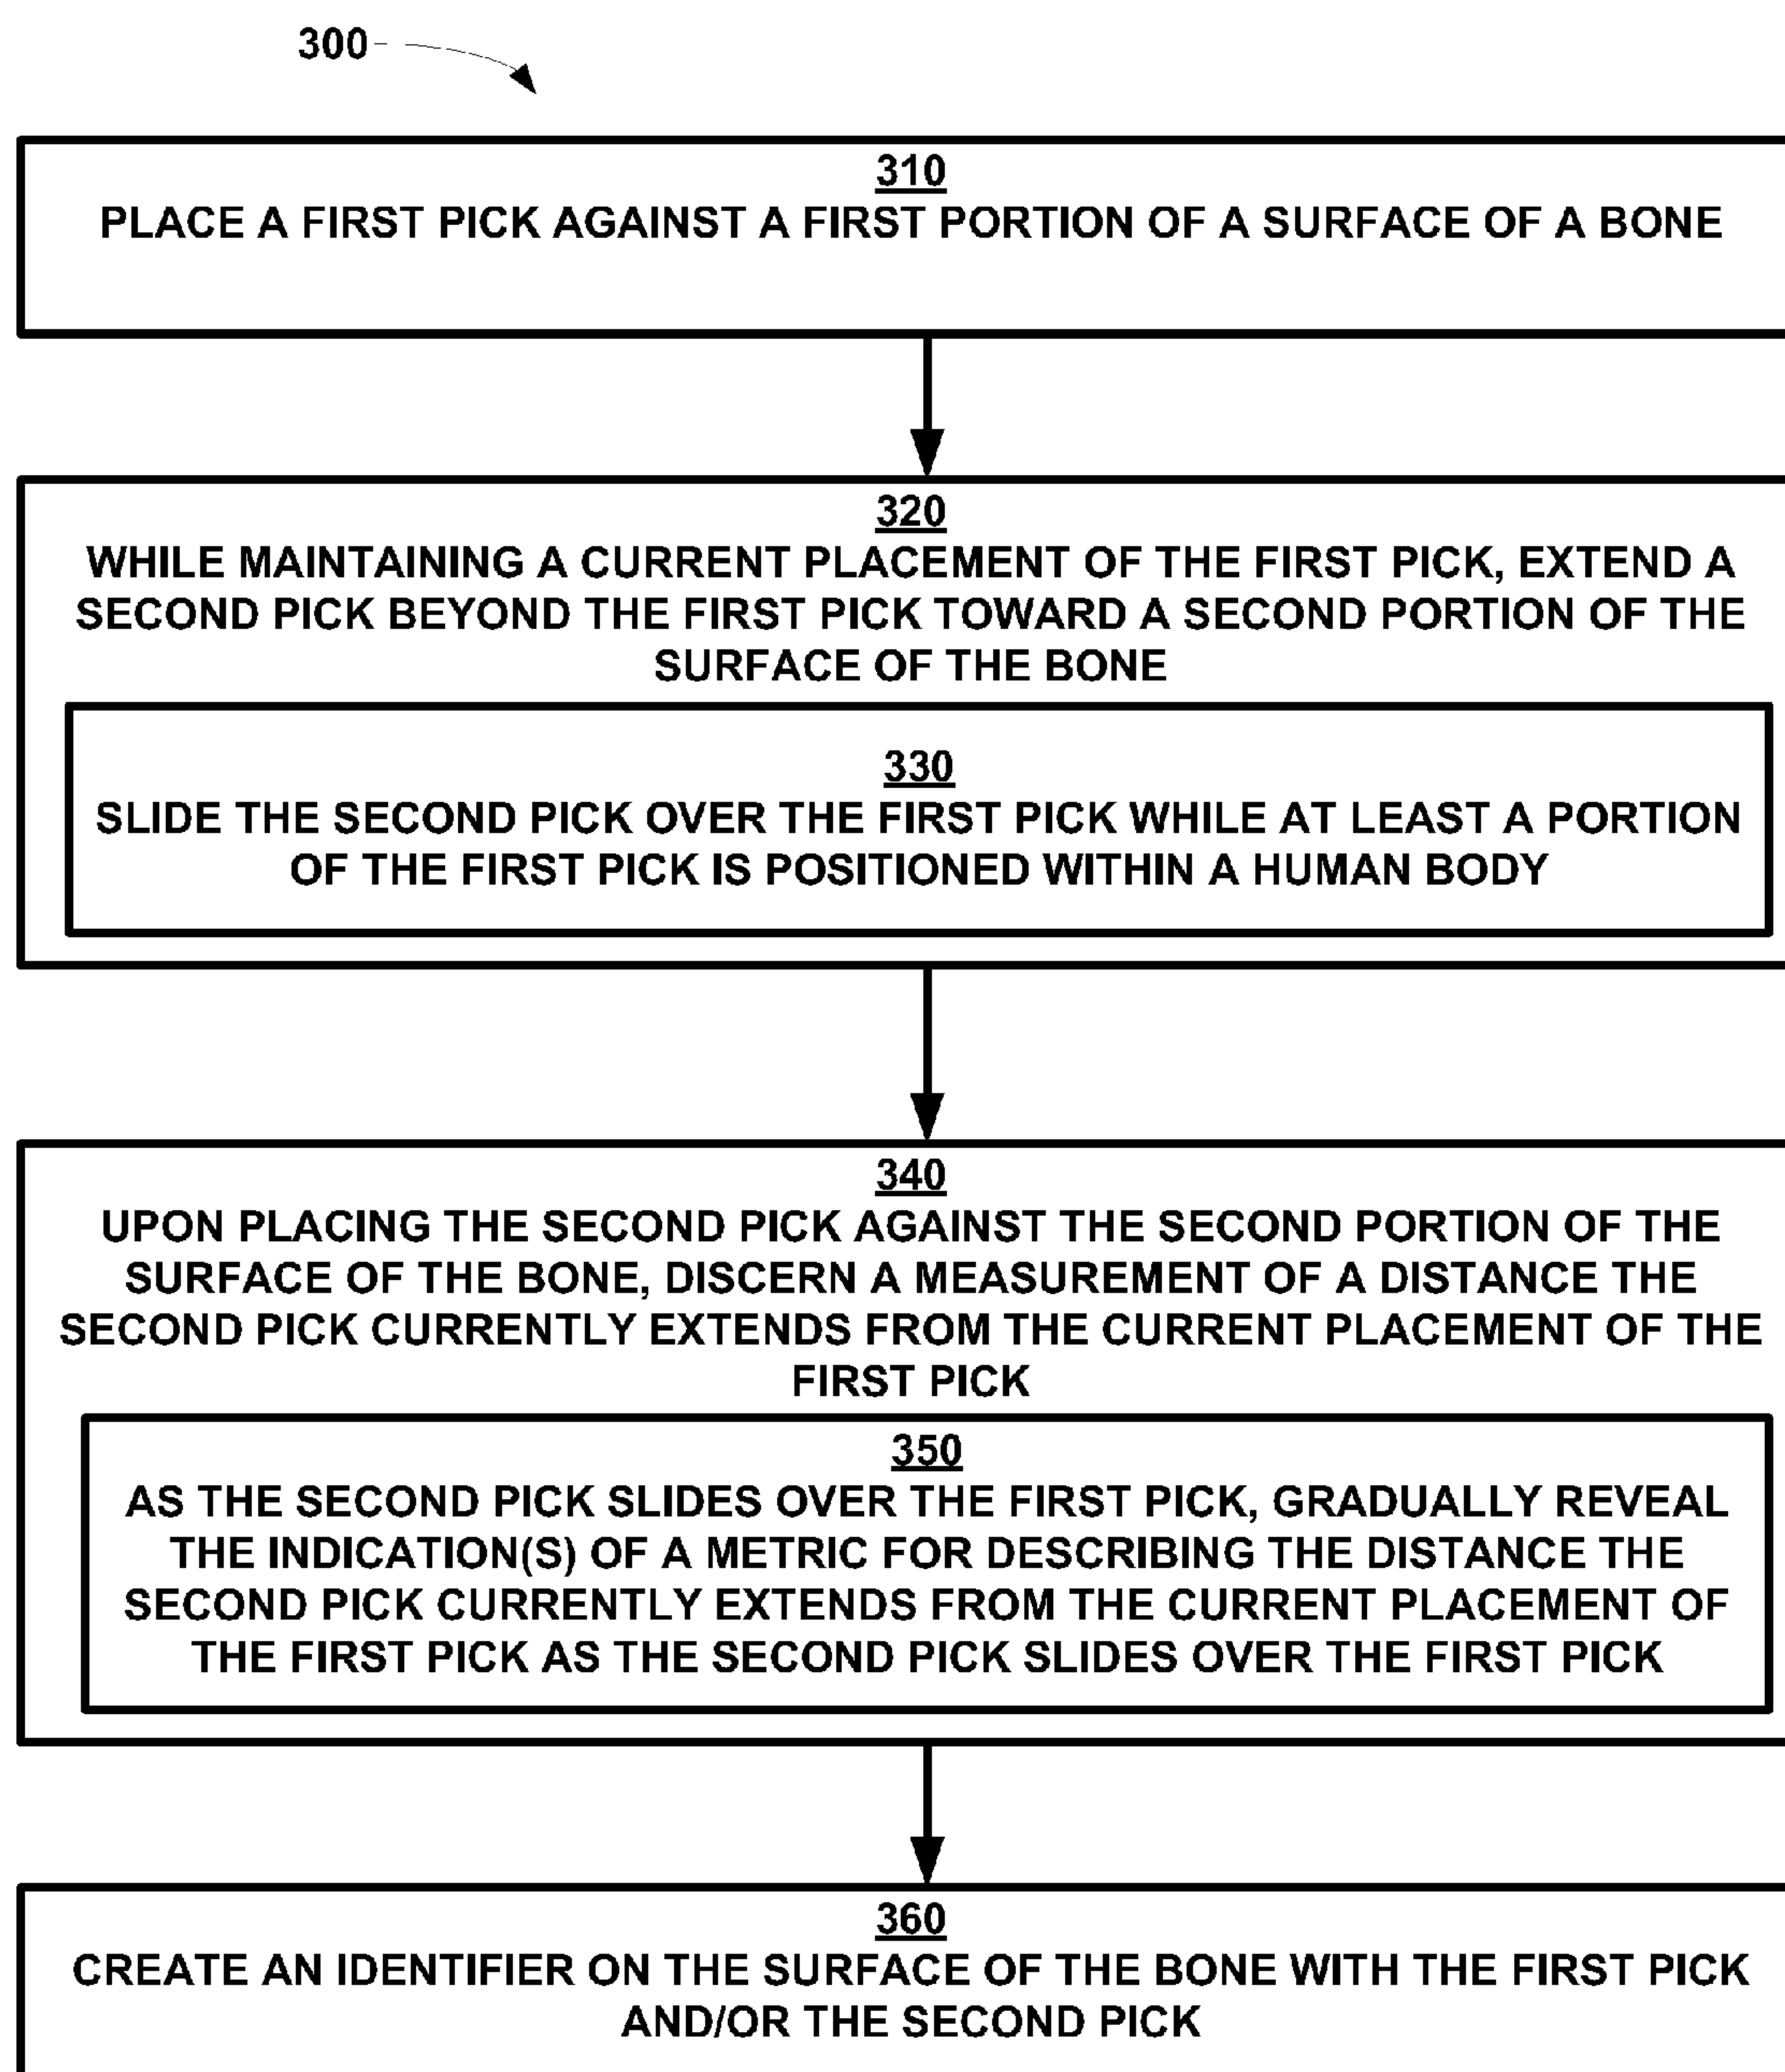 300
310
PLACE A FIRST PICK AGAINST A FIRST PORTION OF A SURFACE OF A BONE
320
WHILE MAINTAINING A CURRENT PLACEMENT OF THE FIRST PICK, EXTEND A
SECOND PICK BEYOND THE FIRST PICK TOWARD A SECOND PORTION OF THE
SURFACE OF THE BONE
330
SLIDE THE SECOND PICK OVER THE FIRST PICK WHILE AT LEAST A PORTION
OF THE FIRST PICK IS POSITIONED WITHIN A HUMAN BODY
340
UPON PLACING THE SECOND PICK AGAINST THE SECOND PORTION OF THE
SURFACE OF THE BONE, DISCERN A MEASUREMENT OF A DISTANCE THE
SECOND PICK CURRENTLY EXTENDS FROM THE CURRENT PLACEMENT OF THE
FIRST PICK
350
AS THE SECOND PICK SLIDES OVER THE FIRST PICK, GRADUALLY REVEAL
THE INDICATION(S) OF A METRIC FOR DESCRIBING THE DISTANCE THE
SECOND PICK CURRENTLY EXTENDS FROM THE CURRENT PLACEMENT OF
THE FIRST PICK AS THE SECOND PICK SLIDES OVER THE FIRST PICK
360
CREATE AN IDENTIFIER ON THE SURFACE OF THE BONE WITH THE FIRST PICK
AND/OR THE SECOND PICK